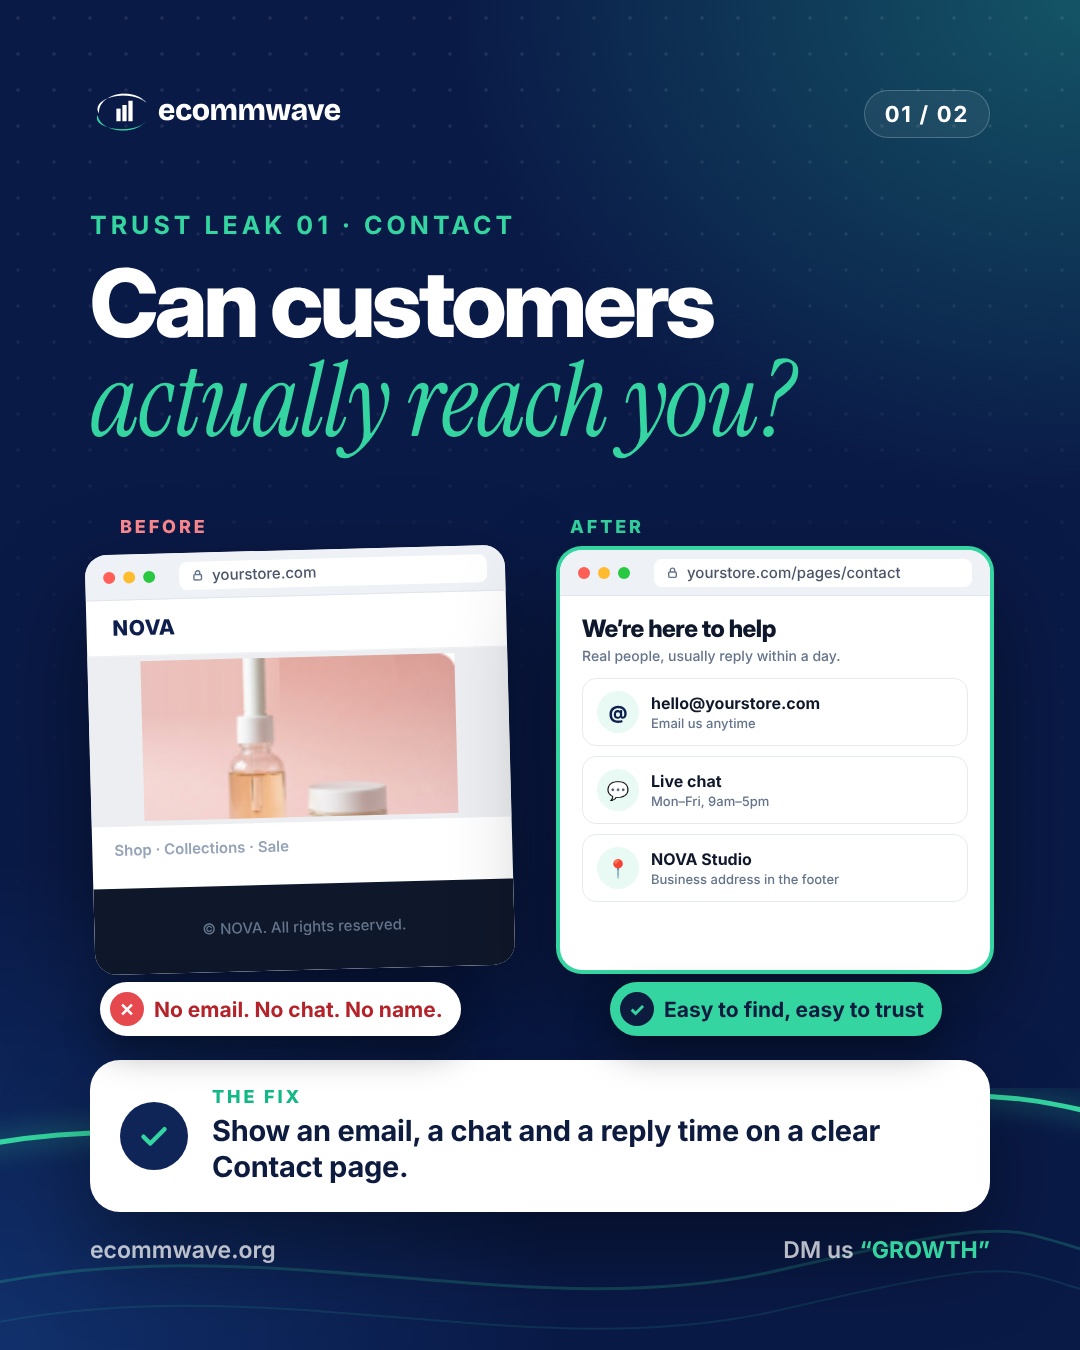 ecommwave
01 / 02
TRUST LEAK 01 · CONTACT
Can customers
actually reach you?
BEFORE
yourstore.com
NOVA
Shop · Collections · Sale
© NOVA. All rights reserved.
No email. No chat. No name.
AFTER
yourstore.com/pages/contact
We're here to help
Real people, usually reply within a day.
@
hello@yourstore.com
Email us anytime
Live chat
Mon–Fri, 9am–5pm
NOVA Studio
Business address in the footer
Easy to find, easy to trust
THE FIX
Show an email, a chat and a reply time on a clear
Contact page.
ecommwave.org
DM us “GROWTH”